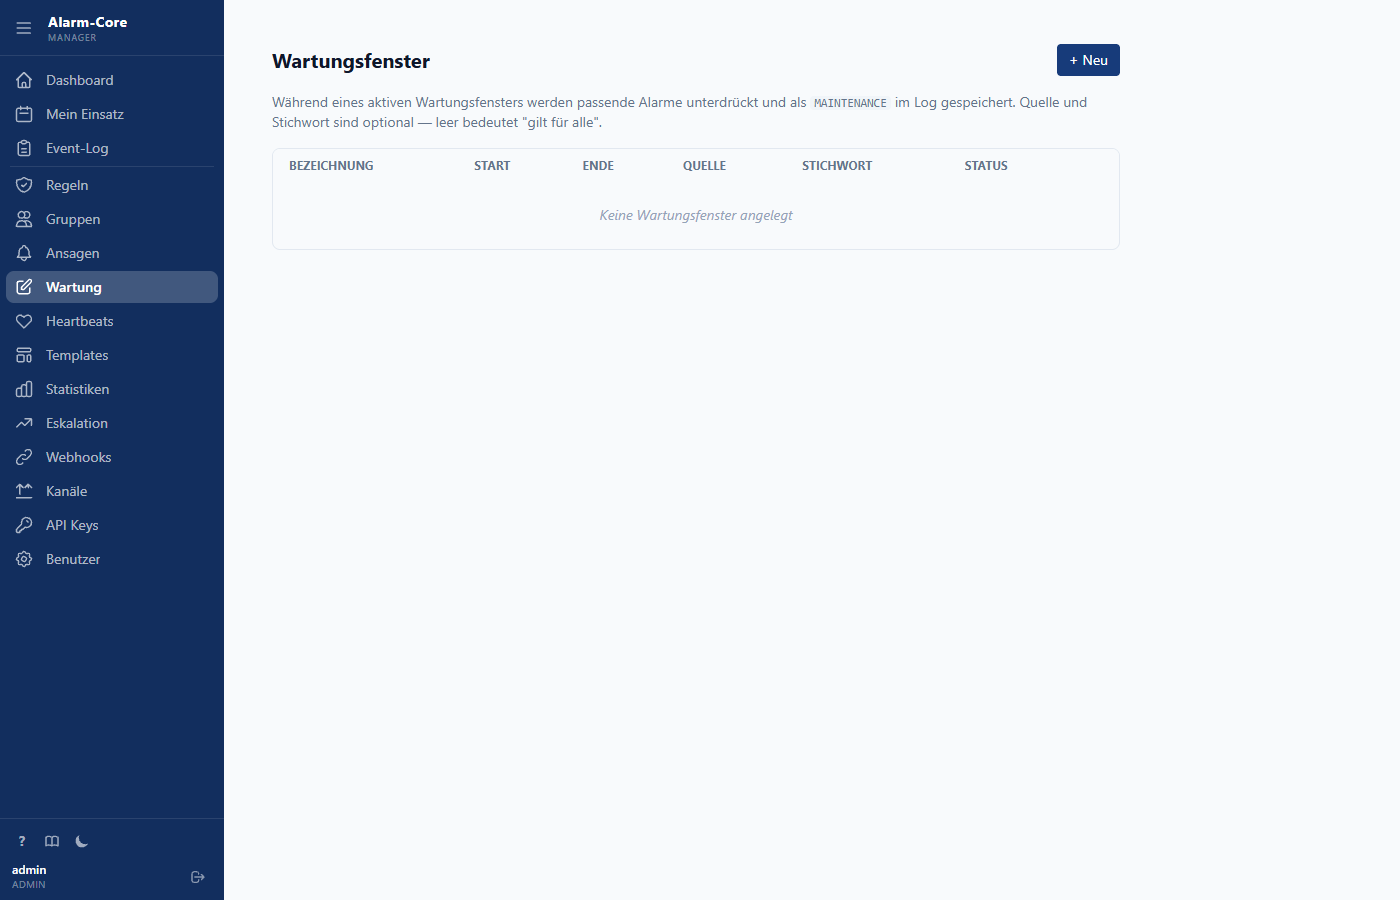 Alarm-Core
MANAGER
Dashboard
Mein Einsatz
Event-Log
Regeln
Gruppen
Ansagen
Wartung
Heartbeats
Templates
Statistiken
Eskalation
Webhooks
Kanäle
API Keys
Benutzer
?
admin
ADMIN
Wartungsfenster
+ Neu
Während eines aktiven Wartungsfensters werden passende Alarme unterdrückt und als MAINTENANCE im Log gespeichert. Quelle und
Stichwort sind optional — leer bedeutet "gilt für alle".
BEZEICHNUNG START ENDE QUELLE STICHWORT STATUS
Keine Wartungsfenster angelegt